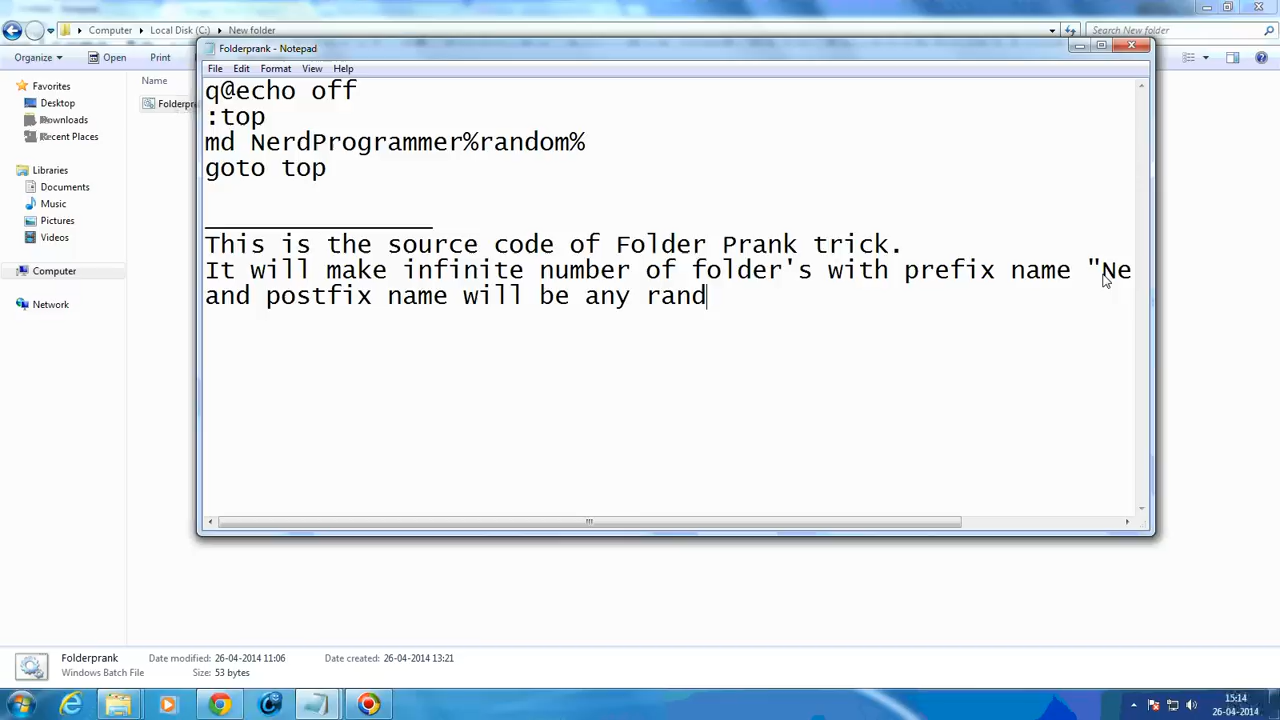 Computer
Local Disk (C:)
New folder
Search New folder
Organize
Open
Print
Favorites
Desktop
Downloads
Recent Places
Libraries
Documents
Music
Pictures
Videos
Computer
Network
Name
Folderpr
Folderprank - Notepad
File Edit Format View Help
q@echo off
:top
md NerdProgrammer%random%
goto top
_______________
This is the source code of Folder Prank trick.
It will make infinite number of folder's with prefix name "Ne
and postfix name will be any rand
Folderprank Date modified: 26-04-2014 11:06 Date created: 26-04-2014 13:21
Windows Batch File Size: 53 bytes
15:14
26-04-2014